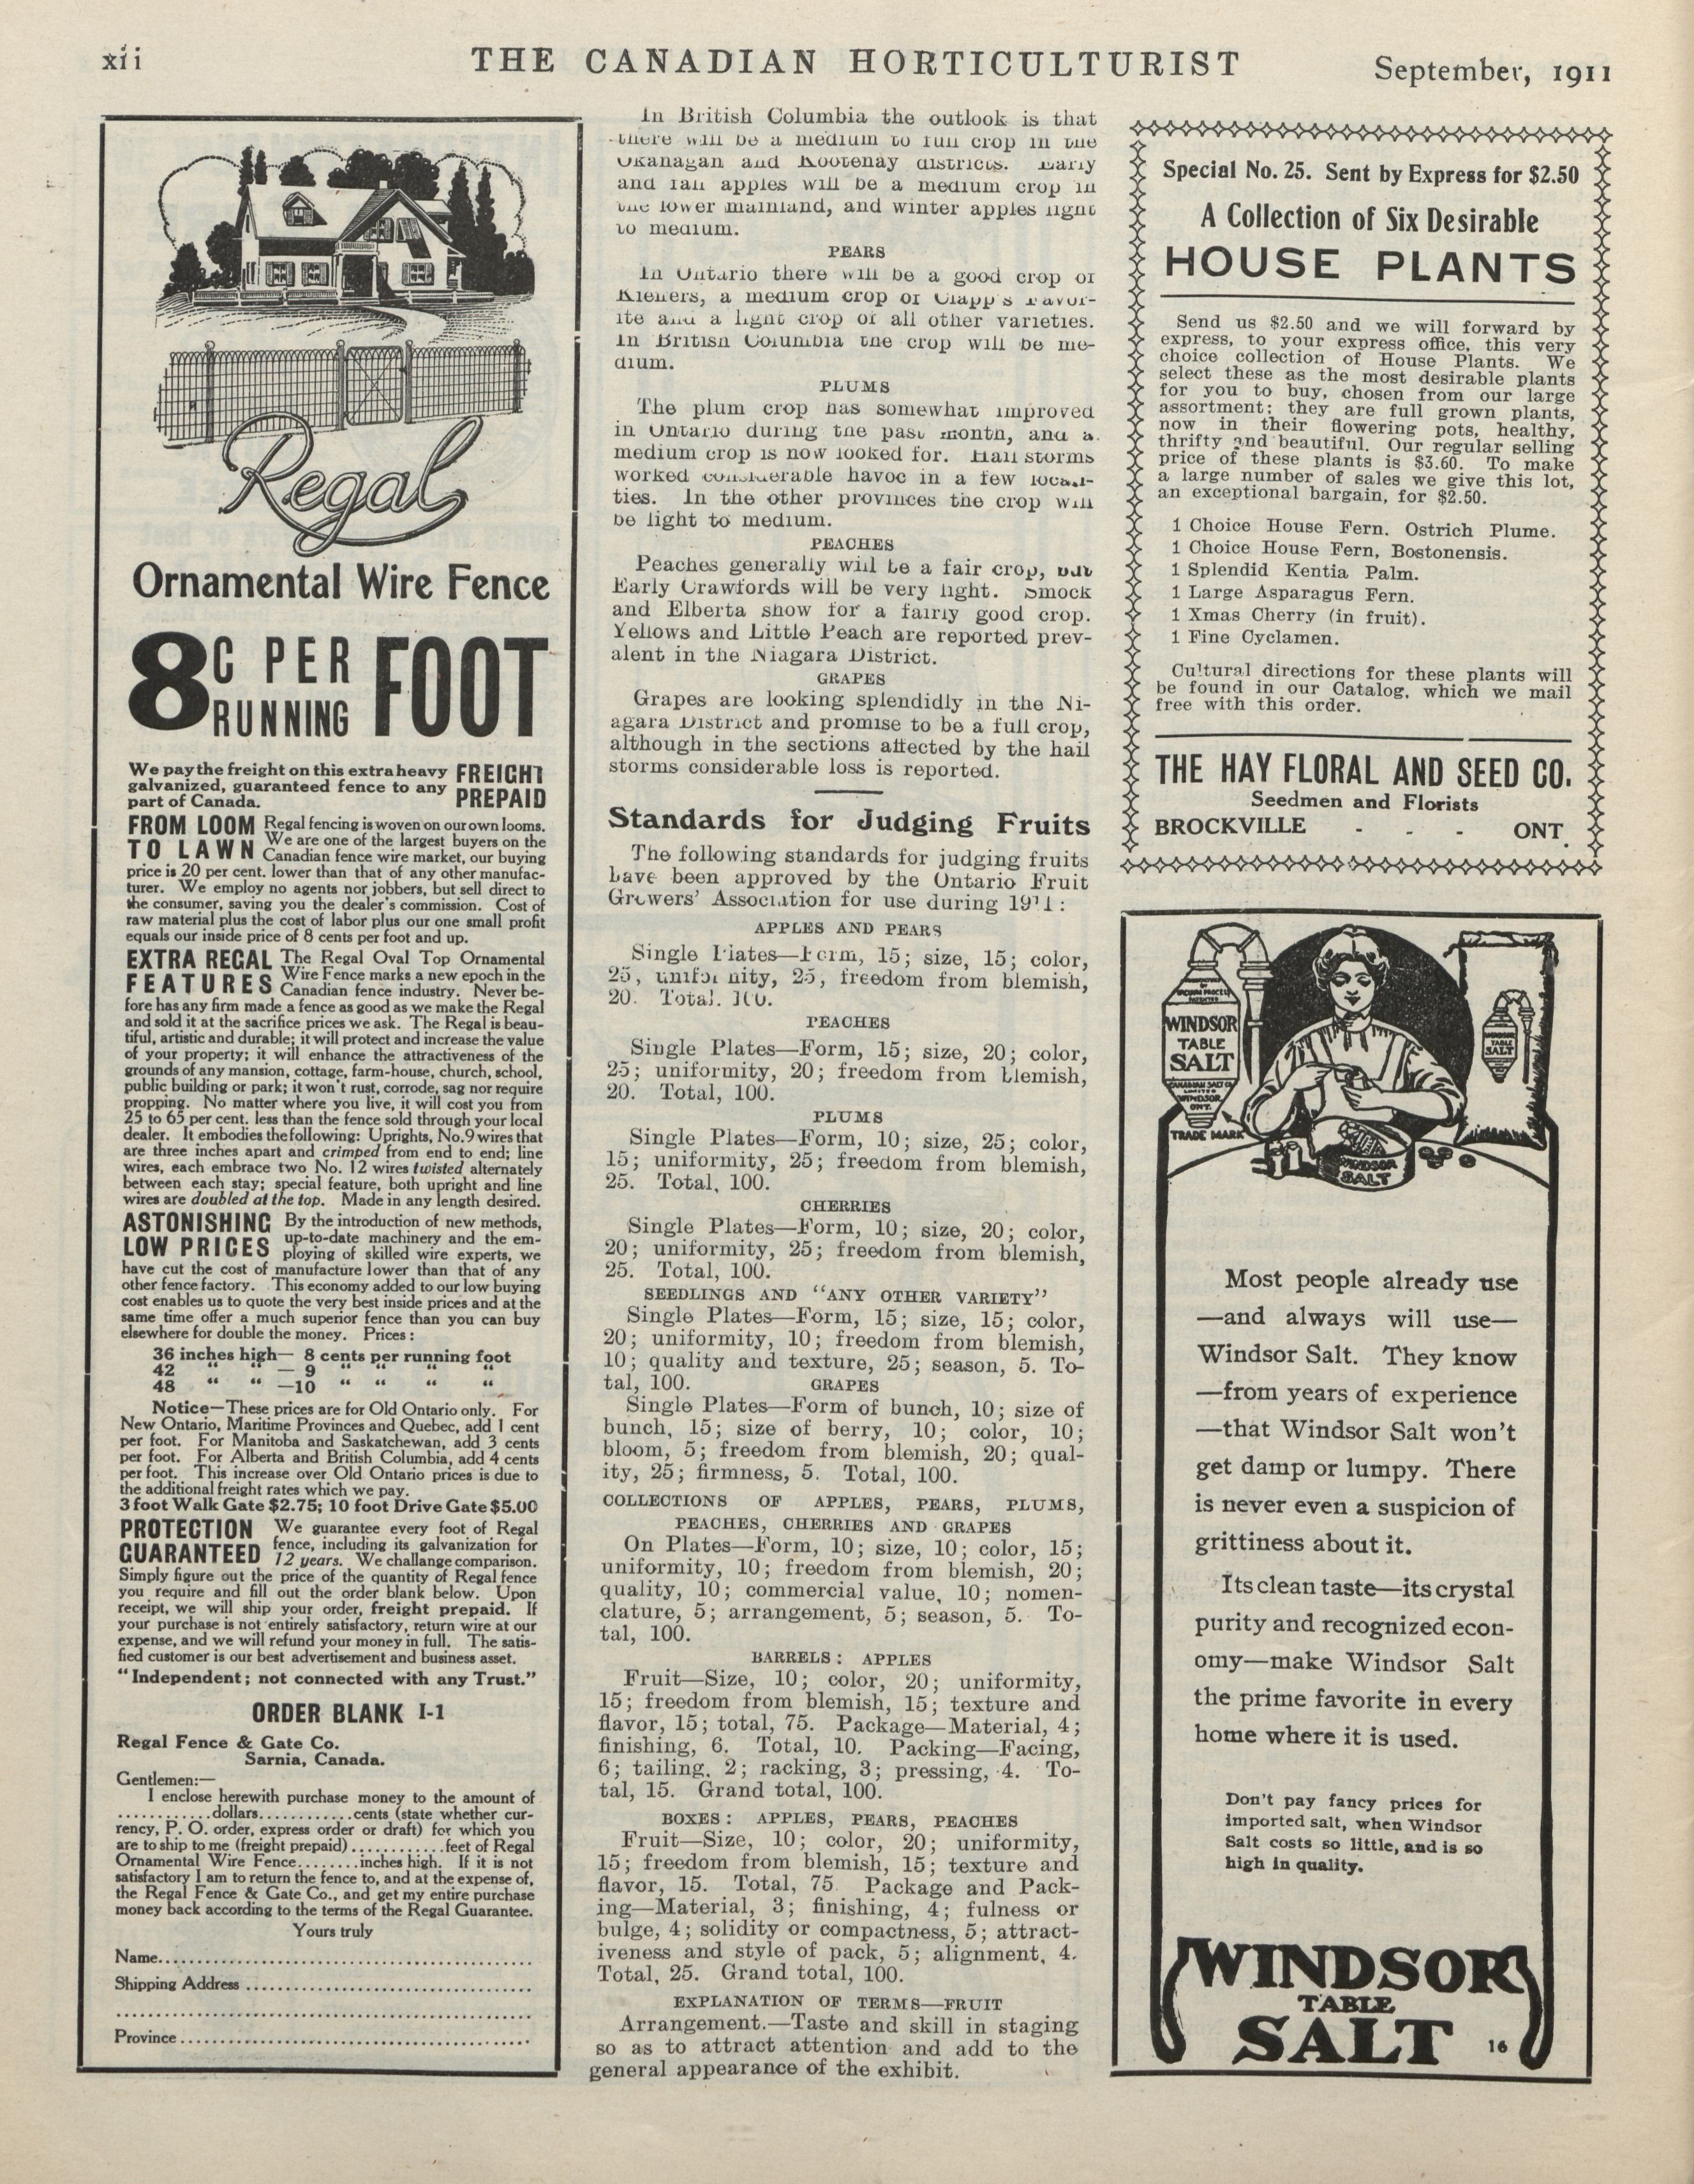 xii
THE CANADIAN HORTICULTURIST
September, 1911
Regal
Ornamental Wire Fence
8C PER RUNNING FOOT
We pay the freight on this extra heavy FREIGHT
galvanized, guaranteed fence to any PREPAID
part of Canada.
FROM LOOM Regal fencing is woven on our own looms.
TO LAWN We are one of the largest buyers on the
Canadian fence wire market, our buying
price is 20 per cent. lower than that of any other manufac-
turer. We employ no agents nor jobbers, but sell direct to
the consumer, saving you the dealer's commission. Cost of
raw material plus the cost of labor plus our one small profit
equals our inside price of 8 cents per foot and up.
EXTRA REGAL The Regal Oval Top Ornamental
FEATURES Wire Fence marks a new epoch in the
Canadian fence industry. Never be-
fore has any firm made a fence as good as we make the Regal
and sold it at the sacrifice prices we ask. The Regal is beau-
tiful, artistic and durable; it will protect and increase the value
of your property; it will enhance the attractiveness of the
grounds of any mansion, cottage, farm-house, church, school,
public building or park; it won't rust, corrode, sag nor require
propping. No matter where you live, it will cost you from
25 to 65 per cent. less than the fence sold through your local
dealer. It embodies the following: Uprights, No. 9 wires that
are three inches apart and crimped from end to end; line
wires, each embrace two No. 12 wires twisted alternately
between each stay; special feature, both upright and line
wires are doubled at the top. Made in any length desired.
ASTONISHING By the introduction of new methods,
LOW PRICES up-to-date machinery and the em-
ploying of skilled wire experts, we
have cut the cost of manufacture lower than that of any
other fence factory. This economy added to our low buying
cost enables us to quote the very best inside prices and at the
same time offer a much superior fence than you can buy
elsewhere for double the money. Prices:
36 inches high— 8 cents per running foot
42 " " — 9 " " " "
48 " " —10 " " " "
Notice—These prices are for Old Ontario only. For
New Ontario, Maritime Provinces and Quebec, add 1 cent
per foot. For Manitoba and Saskatchewan, add 3 cents
per foot. For Alberta and British Columbia, add 4 cents
per foot. This increase over Old Ontario prices is due to
the additional freight rates which we pay.
3 foot Walk Gate $2.75; 10 foot Drive Gate $5.00
PROTECTION We guarantee every foot of Regal
GUARANTEED fence, including its galvanization for
12 years. We challange comparison.
Simply figure out the price of the quantity of Regal fence
you require and fill out the order blank below. Upon
receipt, we will ship your order, freight prepaid. If
your purchase is not entirely satisfactory, return wire at our
expense, and we will refund your money in full. The satis-
fied customer is our best advertisement and business asset.
"Independent; not connected with any Trust."
ORDER BLANK I-1
Regal Fence & Gate Co.
Sarnia, Canada.
Gentlemen:—
I enclose herewith purchase money to the amount of
............dollars............cents (state whether cur-
rency, P. O. order, express order or draft) for which you
are to ship to me (freight prepaid)............feet of Regal
Ornamental Wire Fence........inches high. If it is not
satisfactory I am to return the fence to, and at the expense of,
the Regal Fence & Gate Co., and get my entire purchase
money back according to the terms of the Regal Guarantee.
Yours truly
Name..................................................
Shipping Address ......................................
..................................................
Province..................................................
In British Columbia the outlook is that
there will be a medium to full crop in the
Okanagan and Kootenay districts. Early
and fall apples will be a medium crop in
the lower mainland, and winter apples light
to medium.
PEARS
In Ontario there will be a good crop of
Kieffers, a medium crop of Clapp's Favor-
ite and a light crop of all other varieties.
In British Columbia the crop will be me-
dium.
PLUMS
The plum crop has somewhat improved
in Ontario during the past month, and a
medium crop is now looked for. Hail storms
worked considerable havoc in a few locali-
ties. In the other provinces the crop will
be light to medium.
PEACHES
Peaches generally will be a fair crop, but
Early Crawfords will be very light. Smock
and Elberta show for a fairly good crop.
Yellows and Little Peach are reported prev-
alent in the Niagara District.
GRAPES
Grapes are looking splendidly in the Ni-
agara District and promise to be a full crop,
although in the sections affected by the hail
storms considerable loss is reported.
Standards for Judging Fruits
The following standards for judging fruits
have been approved by the Ontario Fruit
Growers' Association for use during 1911:
APPLES AND PEARS
Single Plates—Form, 15; size, 15; color,
25, uniformity, 25, freedom from blemish,
20. Total, 100.
PEACHES
Single Plates—Form, 15; size, 20; color,
25; uniformity, 20; freedom from blemish,
20. Total, 100.
PLUMS
Single Plates—Form, 10; size, 25; color,
15; uniformity, 25; freedom from blemish,
25. Total, 100.
CHERRIES
Single Plates—Form, 10; size, 20; color,
20; uniformity, 25; freedom from blemish,
25. Total, 100.
SEEDLINGS AND "ANY OTHER VARIETY"
Single Plates—Form, 15; size, 15; color,
20; uniformity, 10; freedom from blemish,
10; quality and texture, 25; season, 5. To-
tal, 100. GRAPES
Single Plates—Form of bunch, 10; size of
bunch, 15; size of berry, 10; color, 10;
bloom, 5; freedom from blemish, 20; qual-
ity, 25; firmness, 5. Total, 100.
COLLECTIONS OF APPLES, PEARS, PLUMS,
PEACHES, CHERRIES AND GRAPES
On Plates—Form, 10; size, 10; color, 15;
uniformity, 10; freedom from blemish, 20;
quality, 10; commercial value, 10; nomen-
clature, 5; arrangement, 5; season, 5. To-
tal, 100.
BARRELS: APPLES
Fruit—Size, 10; color, 20; uniformity,
15; freedom from blemish, 15; texture and
flavor, 15; total, 75. Package—Material, 4;
finishing, 6. Total, 10. Packing—Facing,
6; tailing, 2; racking, 3; pressing, 4. To-
tal, 15. Grand total, 100.
BOXES: APPLES, PEARS, PEACHES
Fruit—Size, 10; color, 20; uniformity,
15; freedom from blemish, 15; texture and
flavor, 15. Total, 75. Package and Pack-
ing—Material, 3; finishing, 4; fulness or
bulge, 4; solidity or compactness, 5; attract-
iveness and style of pack, 5; alignment, 4.
Total, 25. Grand total, 100.
EXPLANATION OF TERMS—FRUIT
Arrangement.—Taste and skill in staging
so as to attract attention and add to the
general appearance of the exhibit.
Special No. 25. Sent by Express for $2.50
A Collection of Six Desirable
HOUSE PLANTS
Send us $2.50 and we will forward by
express, to your express office, this very
choice collection of House Plants. We
select these as the most desirable plants
for you to buy, chosen from our large
assortment; they are full grown plants,
now in their flowering pots, healthy,
thrifty and beautiful. Our regular selling
price of these plants is $3.60. To make
a large number of sales we give this lot,
an exceptional bargain, for $2.50.
1 Choice House Fern. Ostrich Plume.
1 Choice House Fern, Bostonensis.
1 Splendid Kentia Palm.
1 Large Asparagus Fern.
1 Xmas Cherry (in fruit).
1 Fine Cyclamen.
Cultural directions for these plants will
be found in our Catalog, which we mail
free with this order.
THE HAY FLORAL AND SEED CO.
Seedmen and Florists
BROCKVILLE - - - ONT.
WINDSOR
TABLE
SALT
CANADIAN SALT CO.
LIMITED
WINDSOR
ONT.
TRADE MARK
WINDSOR
TABLE
SALT
WINDSOR
SALT
Most people already use
—and always will use—
Windsor Salt. They know
—from years of experience
—that Windsor Salt won't
get damp or lumpy. There
is never even a suspicion of
grittiness about it.
Its clean taste—its crystal
purity and recognized econ-
omy—make Windsor Salt
the prime favorite in every
home where it is used.
Don't pay fancy prices for
imported salt, when Windsor
Salt costs so little, and is so
high in quality.
WINDSOR
TABLE
SALT
16